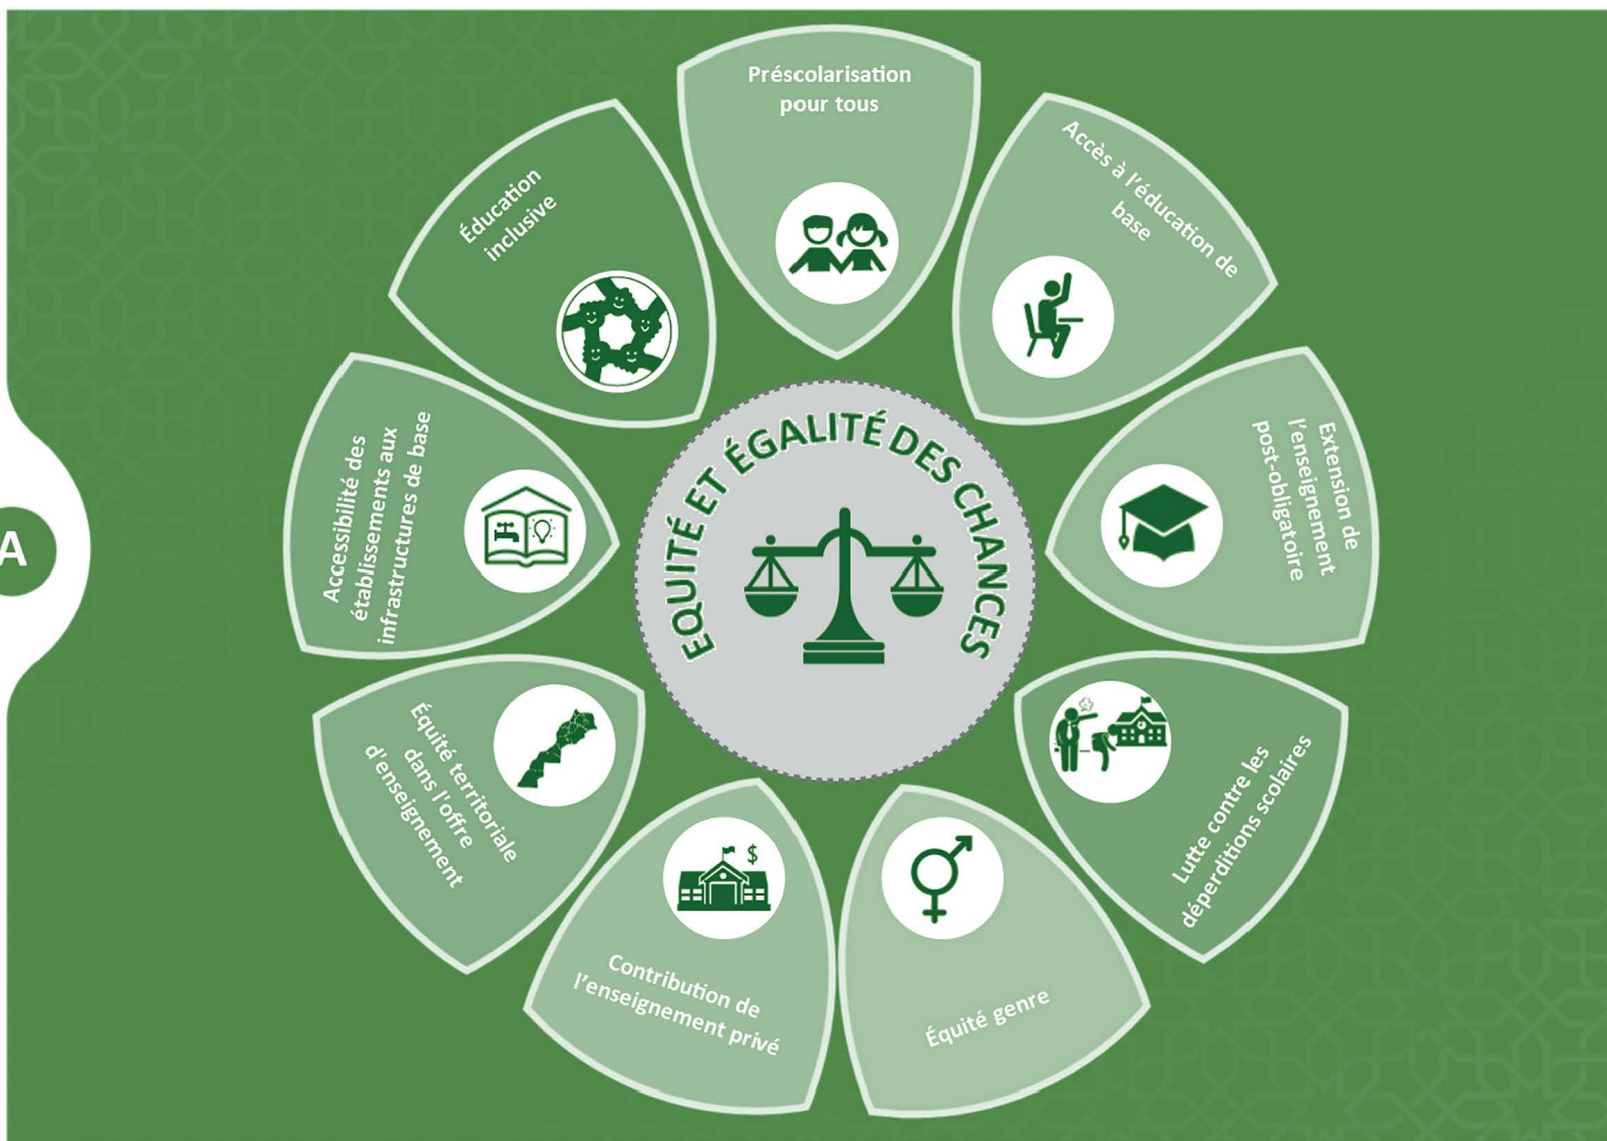 Préscolarisation
pour tous
Accès à l'éducation de
base
Extension de
l'enseignement
post-obligatoire
Lutte contre les
déperditions scolaires
Équité genre
Contribution de
l'enseignement privé
Équité territoriale
dans l'offre
d'enseignement
Accessibilité des
établissements aux
infrastructures de base
Éducation
inclusive
EQUITÉ ET ÉGALITÉ DES CHANCES
A
$